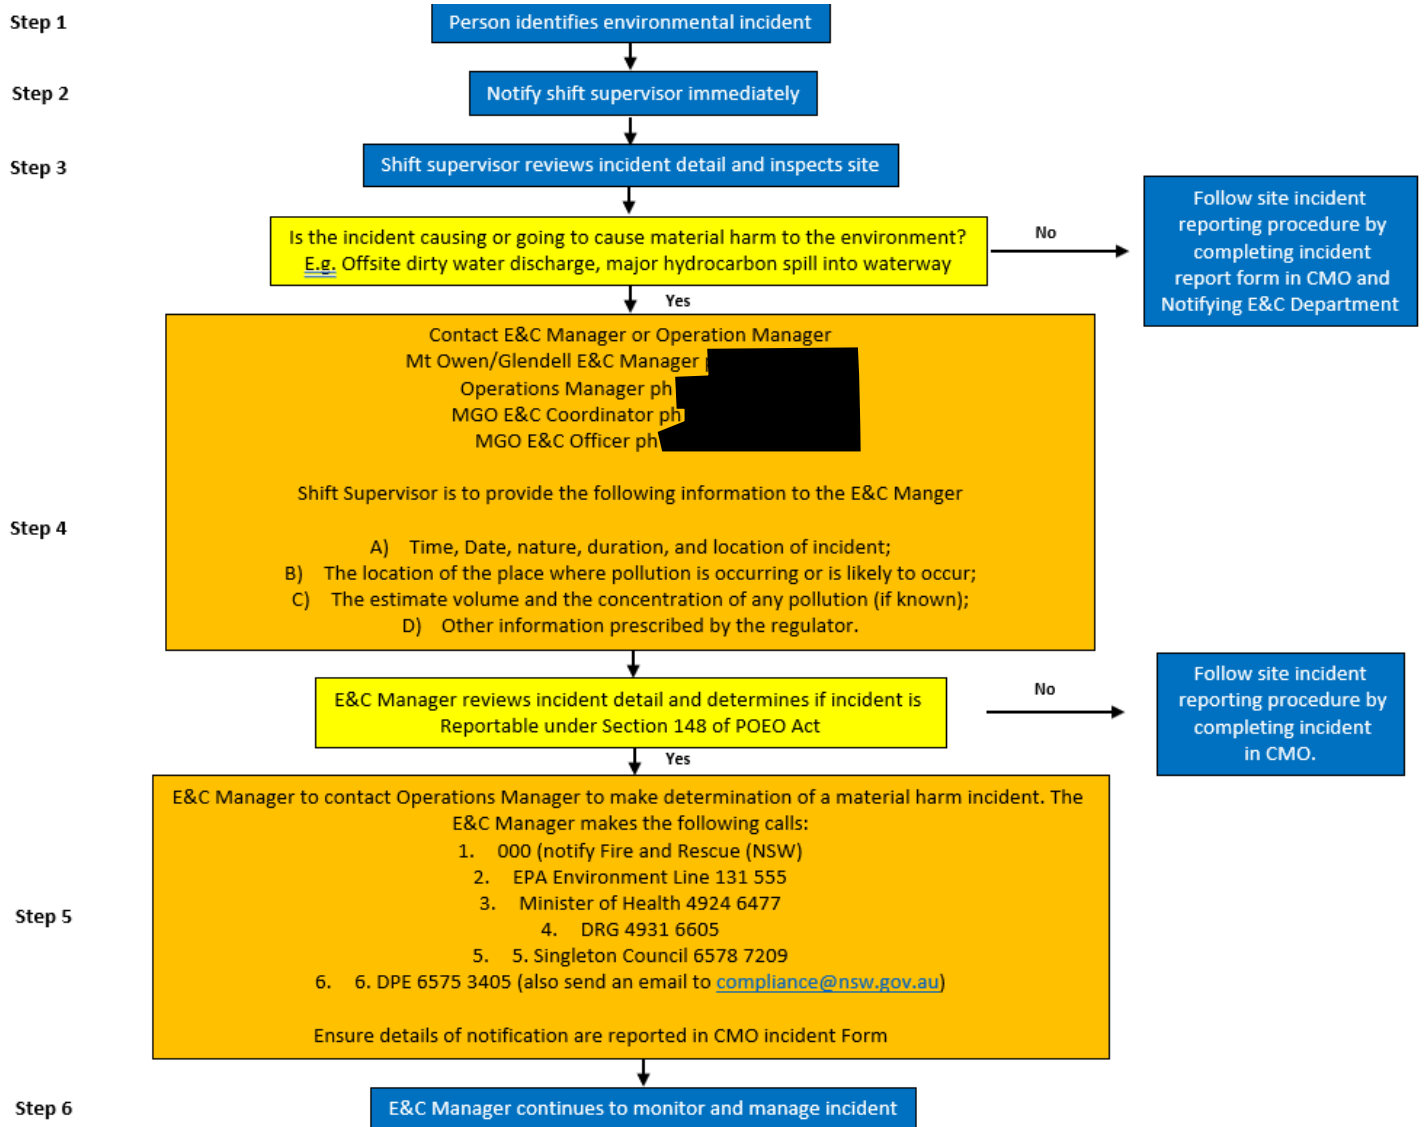 Step 1
Person identifies environmental incident
Step 2
Notify shift supervisor immediately
Step 3
Shift supervisor reviews incident detail and inspects site
Is the incident causing or going to cause material harm to the environment?
E.g. Offsite dirty water discharge, major hydrocarbon spill into waterway
No
Follow site incident
reporting procedure by
completing incident
report form in CMO and
Notifying E&C Department
Yes
Step 4
Contact E&C Manager or Operation Manager
Mt Owen/Glendell E&C Manager
Operations Manager ph
MGO E&C Coordinator ph
MGO E&C Officer ph
Shift Supervisor is to provide the following information to the E&C Manger
A) Time, Date, nature, duration, and location of incident;
B) The location of the place where pollution is occurring or is likely to occur;
C) The estimate volume and the concentration of any pollution (if known);
D) Other information prescribed by the regulator.
E&C Manager reviews incident detail and determines if incident is
Reportable under Section 148 of POEO Act
No
Follow site incident
reporting procedure by
completing incident
in CMO.
Yes
Step 5
E&C Manager to contact Operations Manager to make determination of a material harm incident. The
E&C Manager makes the following calls:
1. 000 (notify Fire and Rescue (NSW)
2. EPA Environment Line 131 555
3. Minister of Health 4924 6477
4. DRG 4931 6605
5. 5. Singleton Council 6578 7209
6. 6. DPE 6575 3405 (also send an email to compliance@nsw.gov.au)
Ensure details of notification are reported in CMO incident Form
Step 6
E&C Manager continues to monitor and manage incident